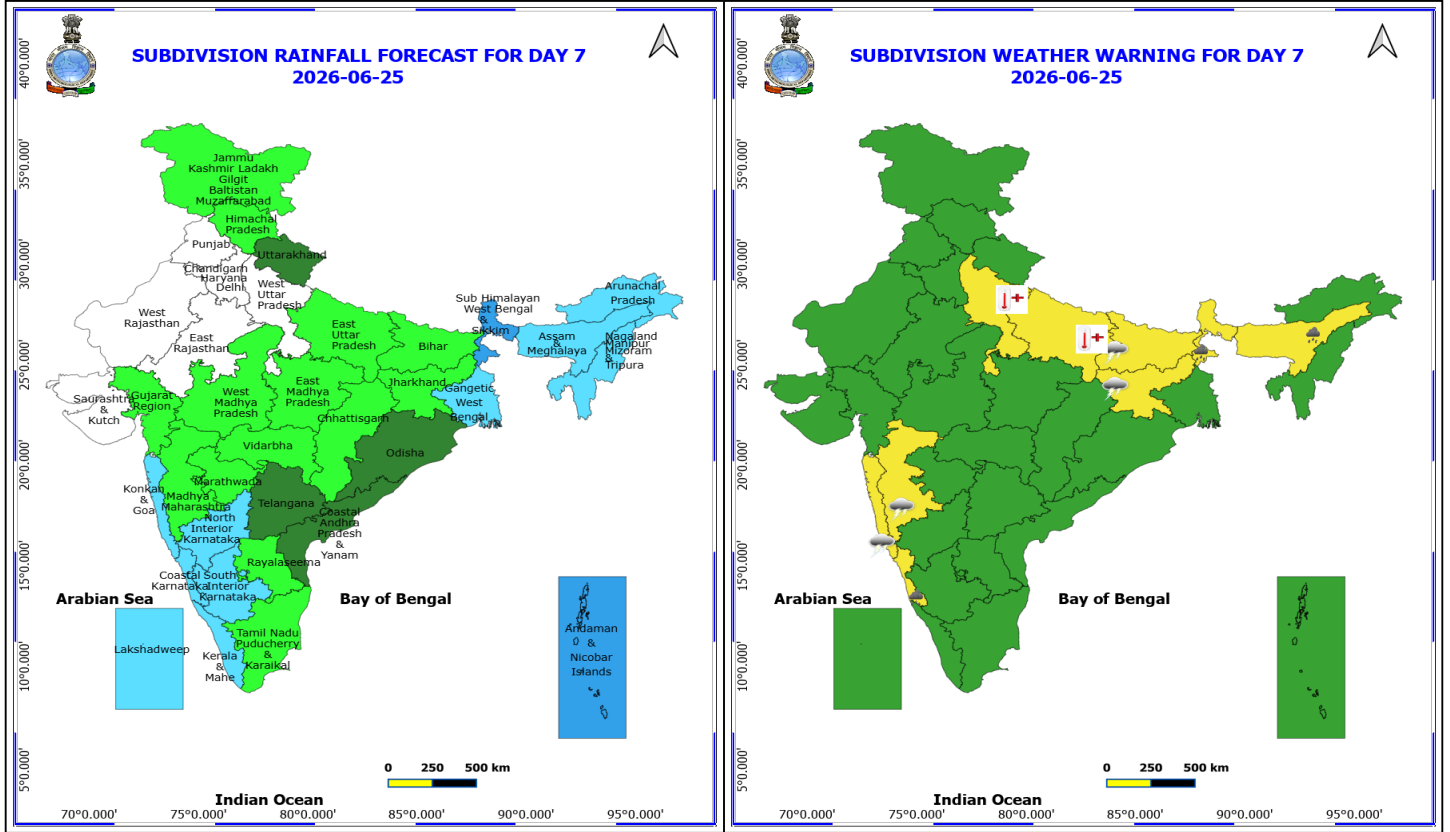 SUBDIVISION RAINFALL FORECAST FOR DAY 7
2026-06-25
40°0.000'
35°0.000'
30°0.000'
25°0.000'
20°0.000'
15°0.000'
10°0.000'
5°0.000'
Jammu
Kashmir Ladakh
Gilgit
Baltistan
Muzaffarabad
Himachal
Pradesh
Punjab
Uttarakhand
Chandigarh
Haryana
Delhi
West
Uttar
Pradesh
West
Rajasthan
East
Rajasthan
East
Uttar
Pradesh
Bihar
Sub Himalayan
West Bengal
&
Sikkim
Arunachal
Pradesh
Assam
&
Meghalaya
Nagaland
Manipur
Mizoram
&
Tripura
Saurashtra
&
Kutch
Gujarat
Region
West
Madhya
Pradesh
East
Madhya
Pradesh
Jharkhand
Gangetic
West
Bengal
Chhattisgarh
Vidarbha
Odisha
Konkan
&
Goa
Madhya
Maharashtra
Marathwada
Telangana
North
Interior
Karnataka
Coastal
Andhra
Pradesh
&
Yanam
Rayalaseema
Coastal
Karnataka
South
Interior
Karnataka
Arabian Sea
Bay of Bengal
Lakshadweep
Kerala
&
Mahe
Tamil Nadu
Puducherry
&
Karaikal
Andaman
&
Nicobar
Islands
0 250 500 km
Indian Ocean
70°0.000' 75°0.000' 80°0.000' 85°0.000' 90°0.000' 95°0.000'
SUBDIVISION WEATHER WARNING FOR DAY 7
2026-06-25
40°0.000'
35°0.000'
30°0.000'
25°0.000'
20°0.000'
15°0.000'
10°0.000'
5°0.000'
Arabian Sea
Bay of Bengal
0 250 500 km
Indian Ocean
70°0.000' 75°0.000' 80°0.000' 85°0.000' 90°0.000' 95°0.000'